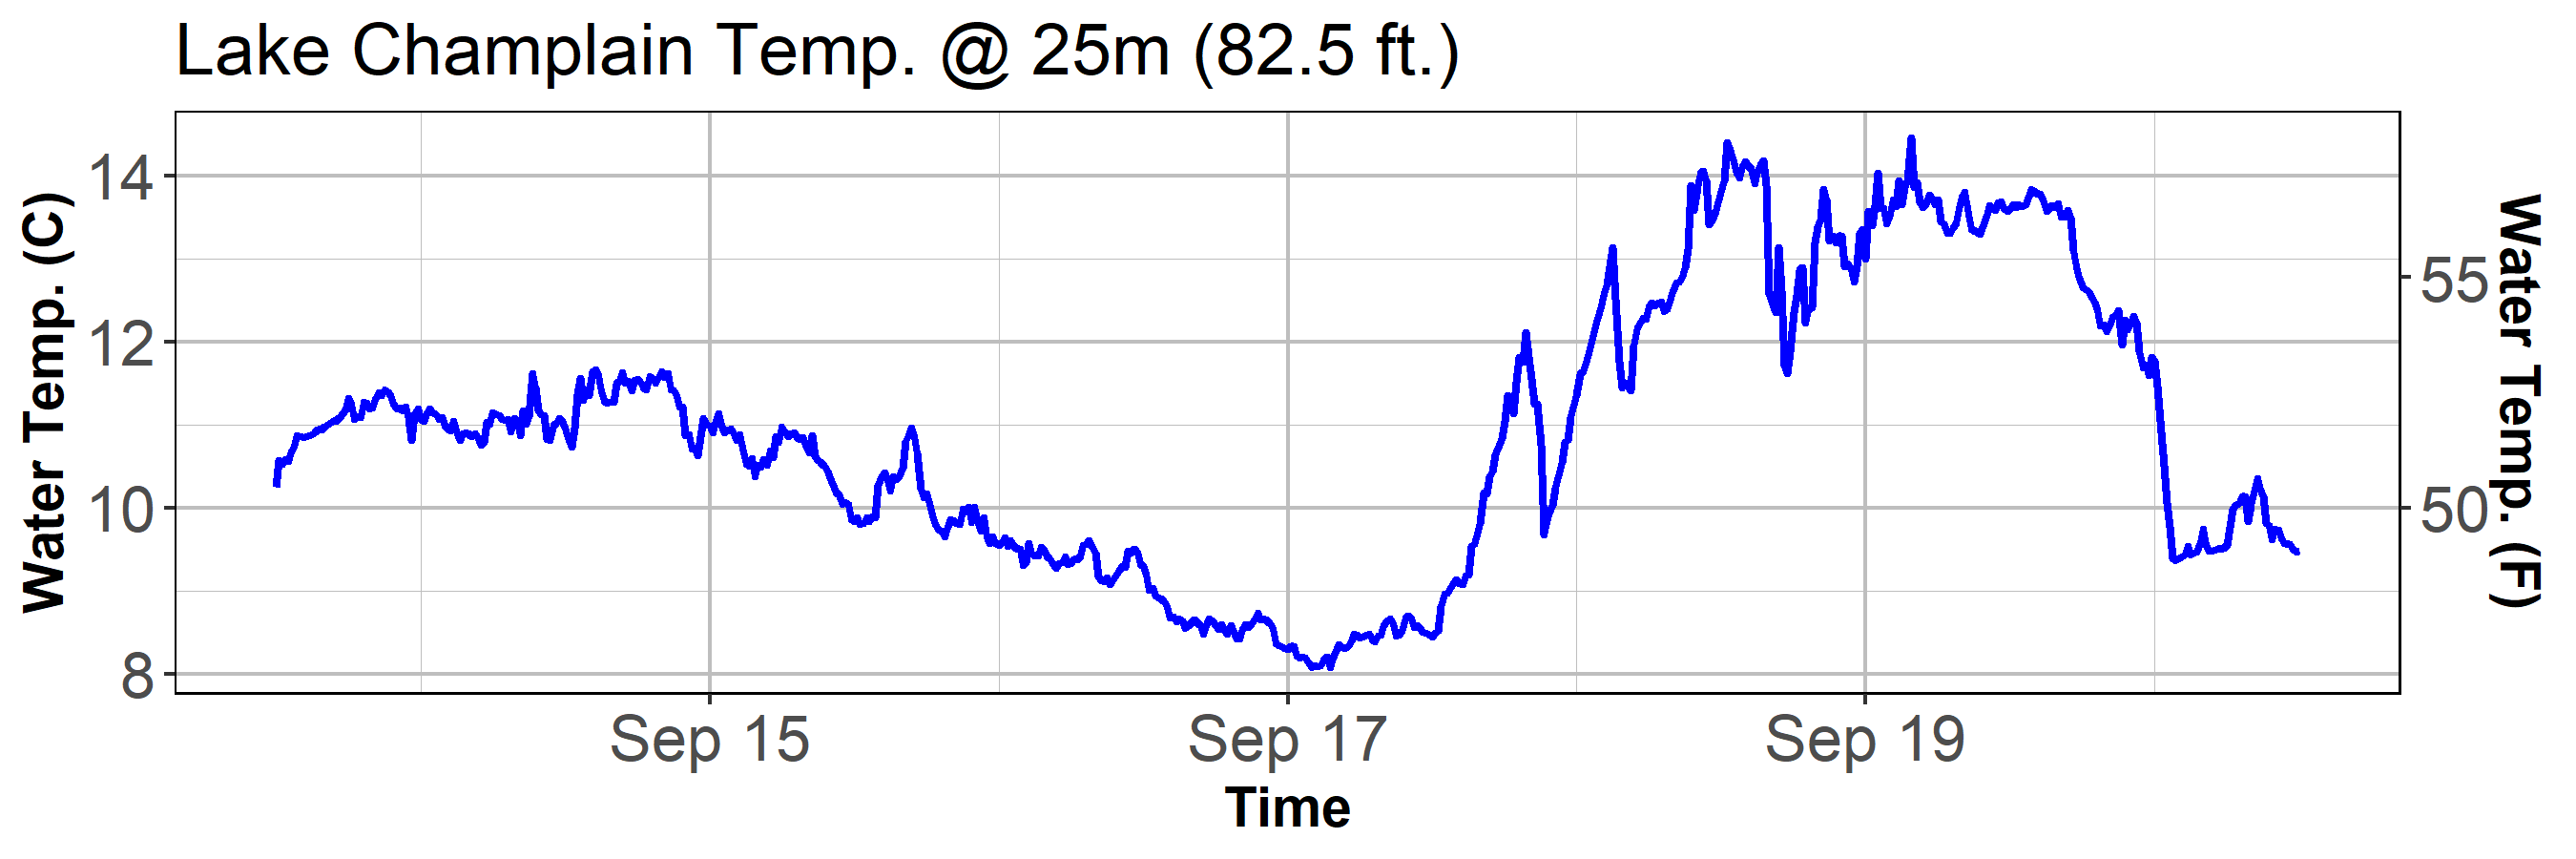 Lake Champlain Temp. @ 25m (82.5 ft.)
Water Temp. (C)
14
12
10
8
55
50
Water Temp. (F)
Sep 15
Sep 17
Sep 19
Time